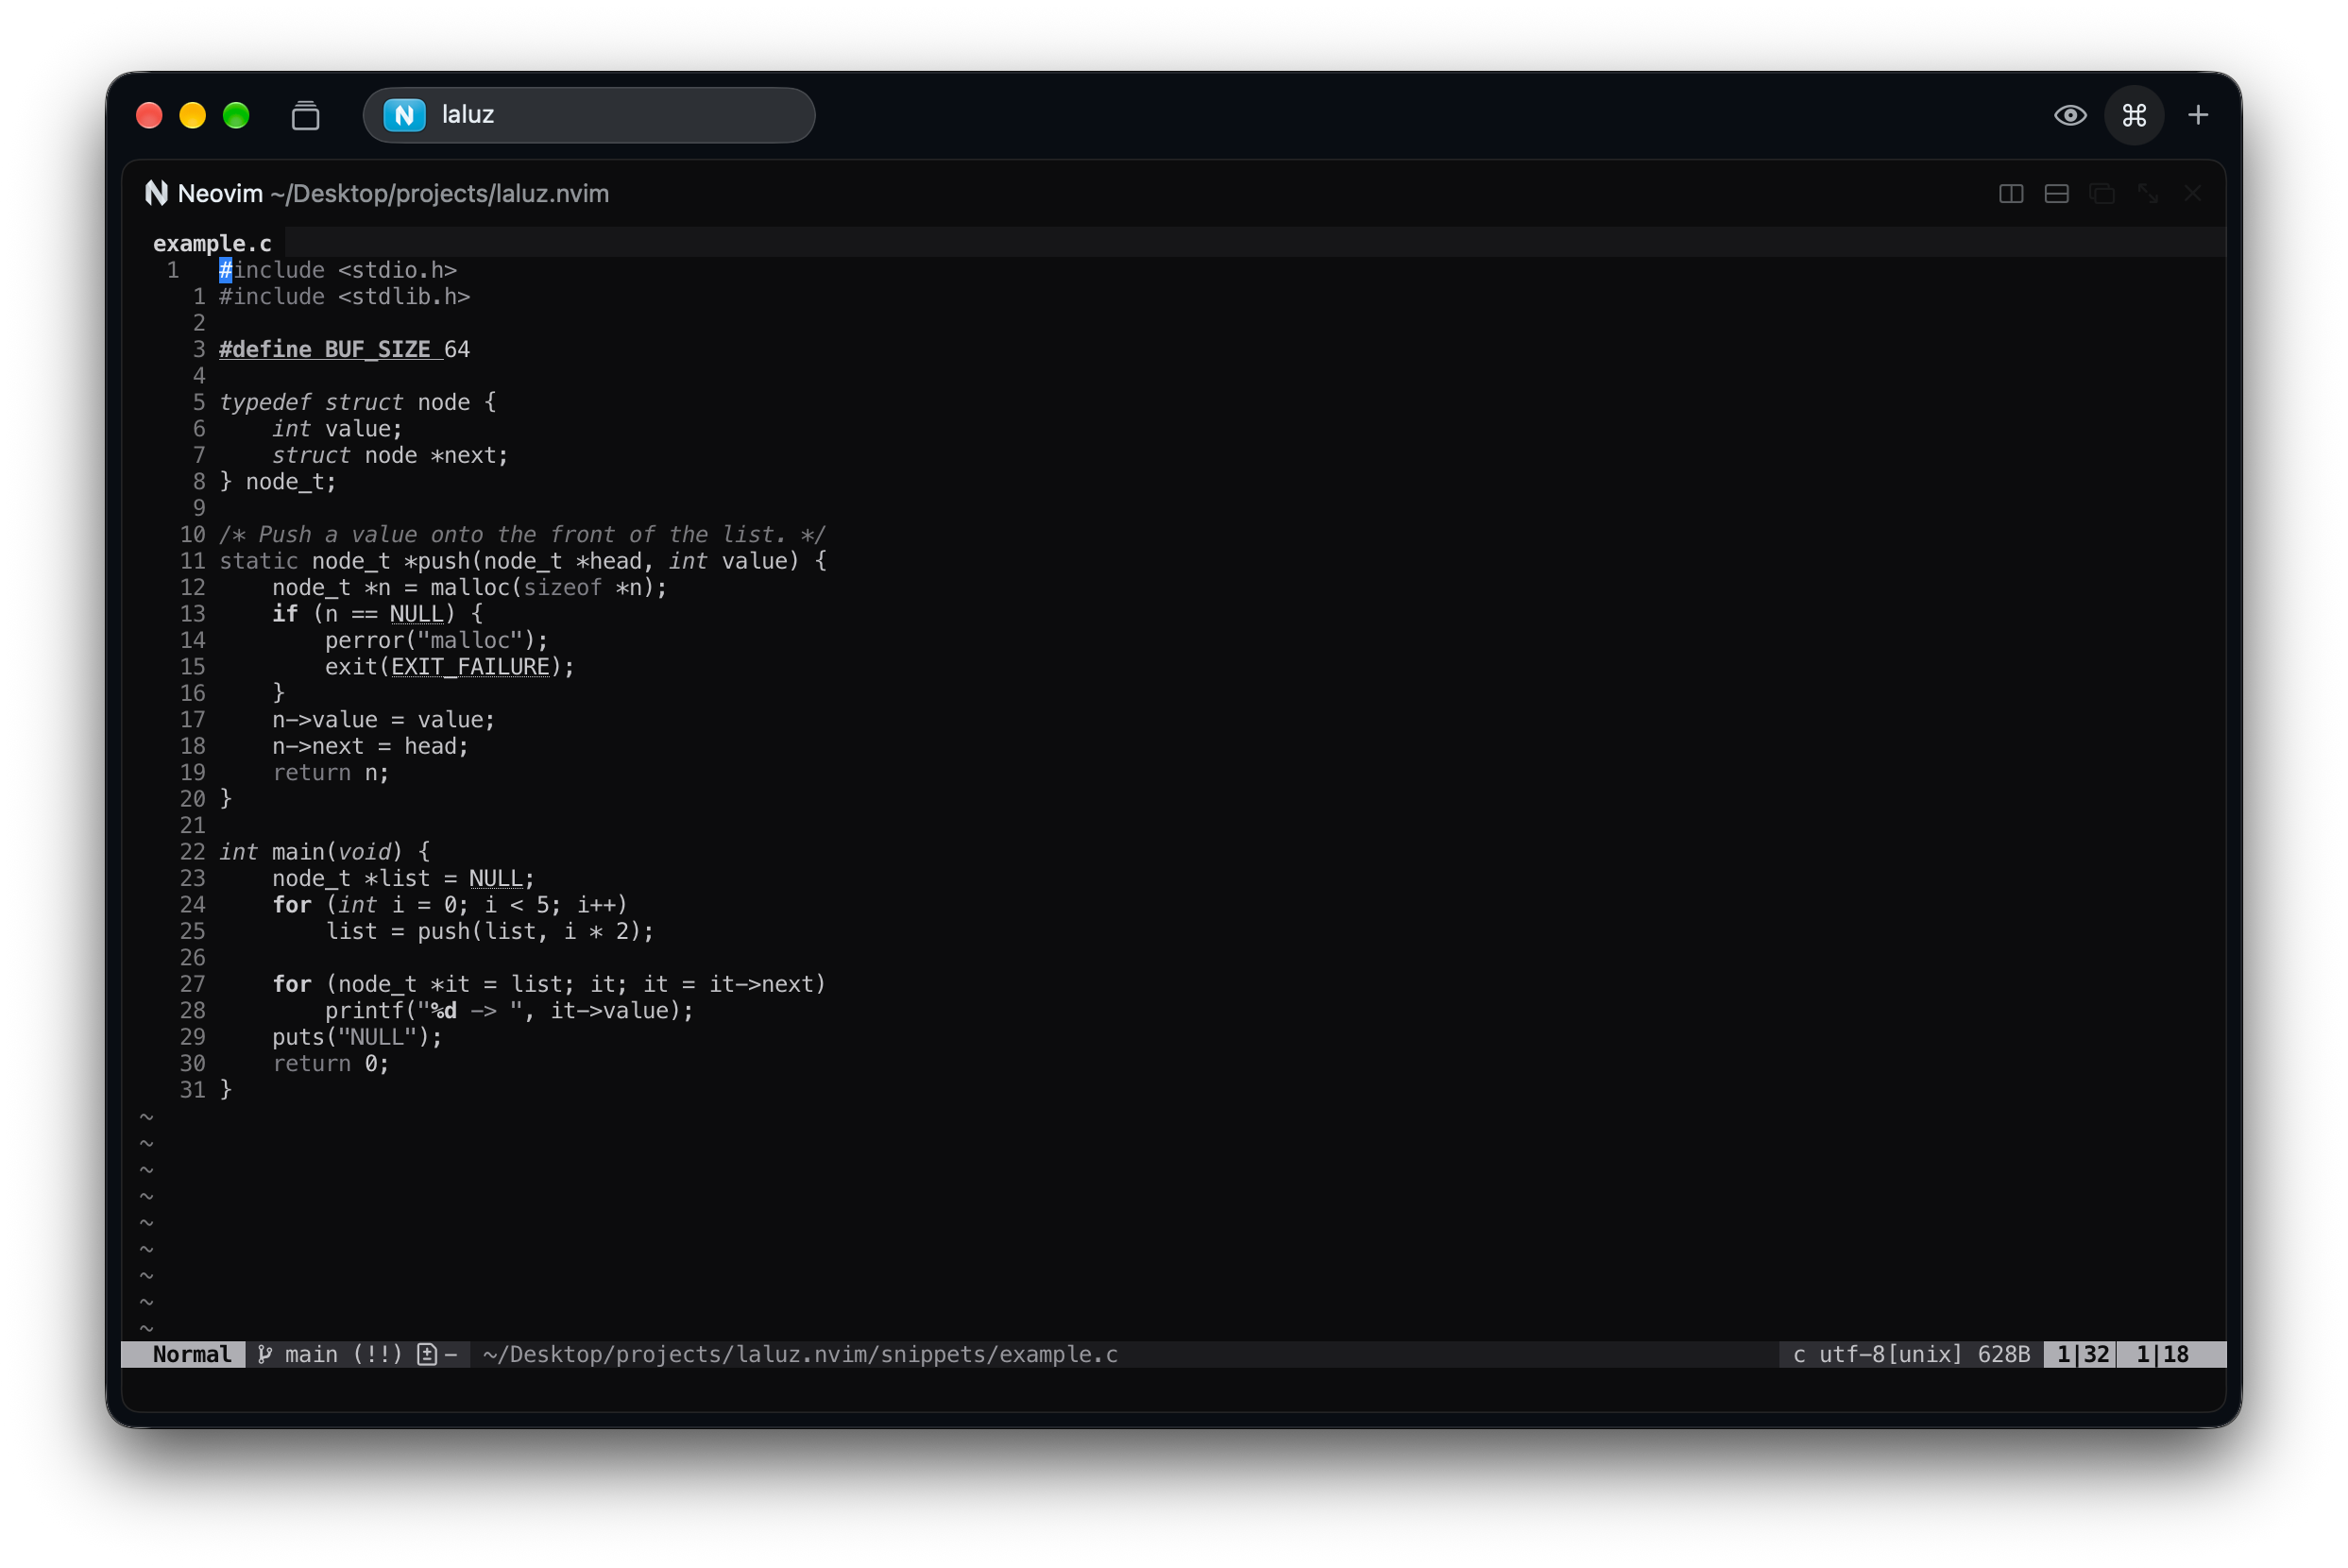 laluz
Neovim ~/Desktop/projects/laluz.nvim
example.c
1   #include <stdio.h>
  1 #include <stdlib.h>
  2
  3 #define BUF_SIZE 64
  4
  5 typedef struct node {
  6     int value;
  7     struct node *next;
  8 } node_t;
  9
 10 /* Push a value onto the front of the list. */
 11 static node_t *push(node_t *head, int value) {
 12     node_t *n = malloc(sizeof *n);
 13     if (n == NULL) {
 14         perror("malloc");
 15         exit(EXIT_FAILURE);
 16     }
 17     n->value = value;
 18     n->next = head;
 19     return n;
 20 }
 21
 22 int main(void) {
 23     node_t *list = NULL;
 24     for (int i = 0; i < 5; i++)
 25         list = push(list, i * 2);
 26
 27     for (node_t *it = list; it; it = it->next)
 28         printf("%d -> ", it->value);
 29     puts("NULL");
 30     return 0;
 31 }
~
~
~
~
~
~
~
~
~
Normal main (!!) − ~/Desktop/projects/laluz.nvim/snippets/example.c c utf-8[unix] 628B 1|32 1|18